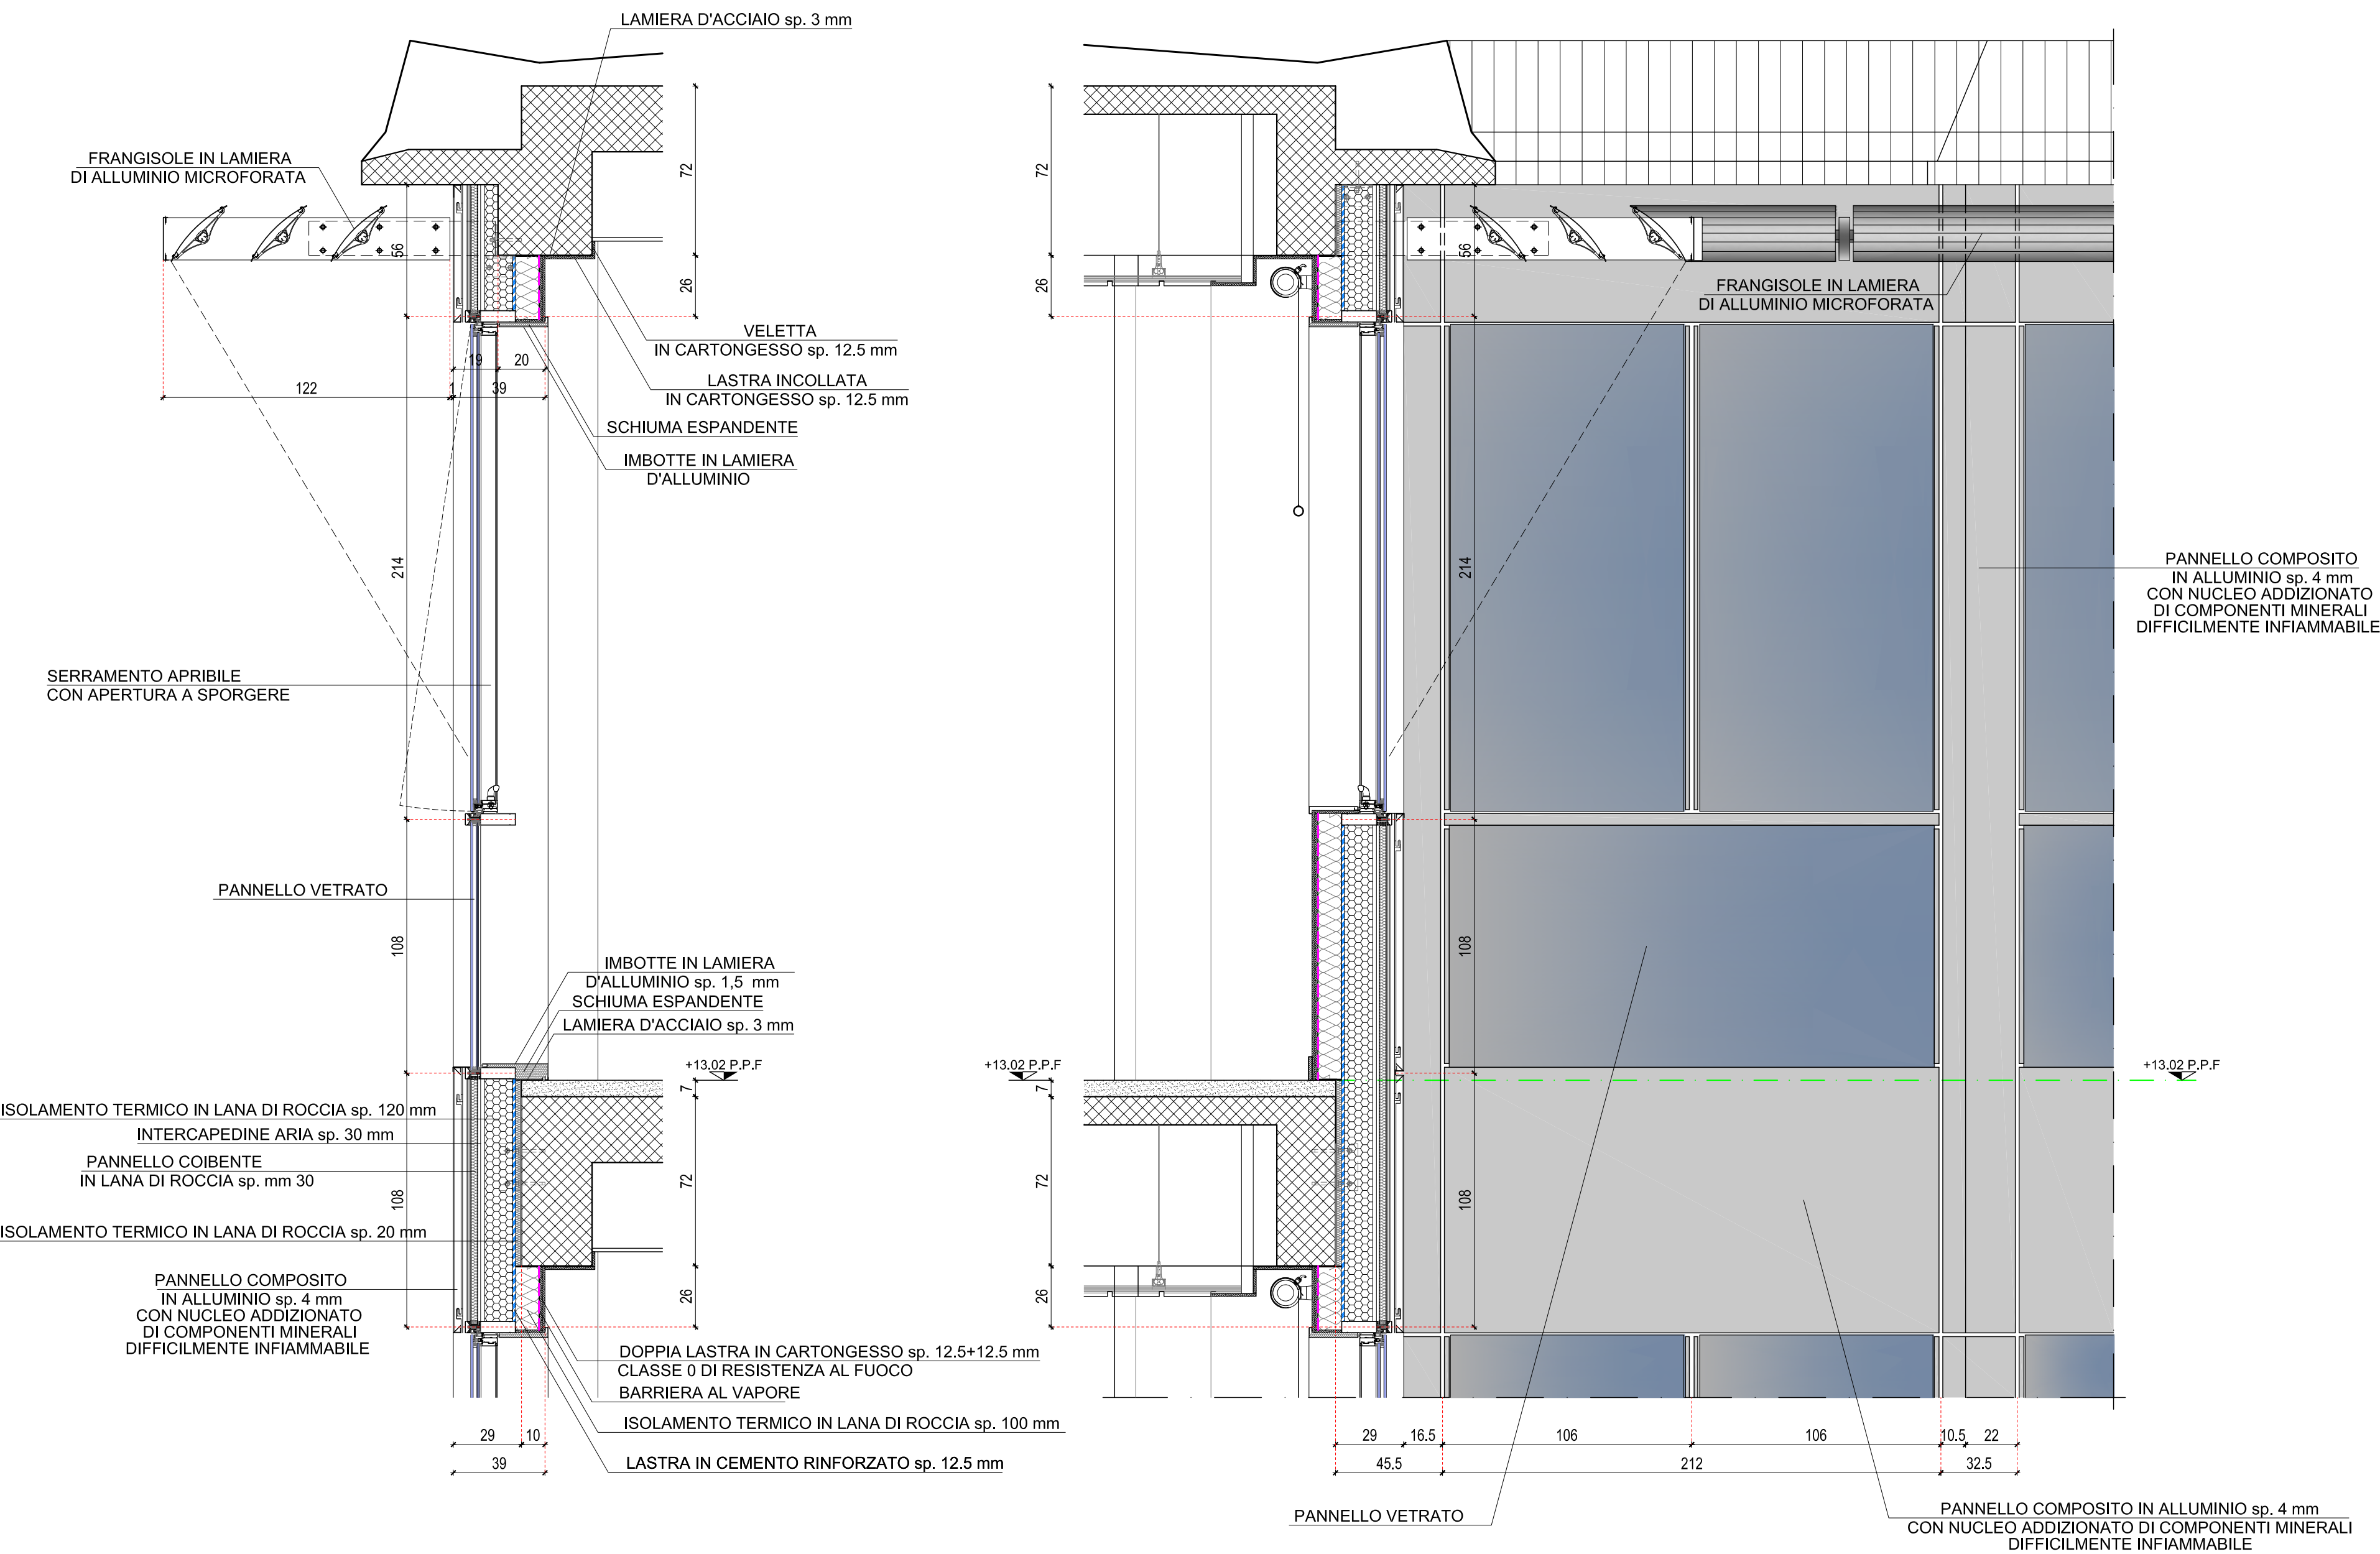 LAMIERA D'ACCIAIO sp. 3 mm
FRANGISOLE IN LAMIERA
DI ALLUMINIO MICROFORATA
72
56
26
VELETTA
IN CARTONGESSO sp. 12.5 mm
19
20
LASTRA INCOLLATA
IN CARTONGESSO sp. 12.5 mm
122
1
39
SCHIUMA ESPANDENTE
IMBOTTE IN LAMIERA
D'ALLUMINIO
214
SERRAMENTO APRIBILE
CON APERTURA A SPORGERE
PANNELLO VETRATO
108
IMBOTTE IN LAMIERA
D'ALLUMINIO sp. 1,5 mm
SCHIUMA ESPANDENTE
LAMIERA D'ACCIAIO sp. 3 mm
+13.02 P.P.F
7
ISOLAMENTO TERMICO IN LANA DI ROCCIA sp. 120 mm
INTERCAPEDINE ARIA sp. 30 mm
PANNELLO COIBENTE
IN LANA DI ROCCIA sp. mm 30
72
108
ISOLAMENTO TERMICO IN LANA DI ROCCIA sp. 20 mm
PANNELLO COMPOSITO
IN ALLUMINIO sp. 4 mm
CON NUCLEO ADDIZIONATO
DI COMPONENTI MINERALI
DIFFICILMENTE INFIAMMABILE
26
DOPPIA LASTRA IN CARTONGESSO sp. 12.5+12.5 mm
CLASSE 0 DI RESISTENZA AL FUOCO
BARRIERA AL VAPORE
ISOLAMENTO TERMICO IN LANA DI ROCCIA sp. 100 mm
LASTRA IN CEMENTO RINFORZATO sp. 12.5 mm
29
10
39
72
56
26
FRANGISOLE IN LAMIERA
DI ALLUMINIO MICROFORATA
214
PANNELLO COMPOSITO
IN ALLUMINIO sp. 4 mm
CON NUCLEO ADDIZIONATO
DI COMPONENTI MINERALI
DIFFICILMENTE INFIAMMABILE
108
+13.02 P.P.F
+13.02 P.P.F
7
72
108
26
29
16.5
106
106
10.5
22
45.5
212
32.5
PANNELLO VETRATO
PANNELLO COMPOSITO IN ALLUMINIO sp. 4 mm
CON NUCLEO ADDIZIONATO DI COMPONENTI MINERALI
DIFFICILMENTE INFIAMMABILE